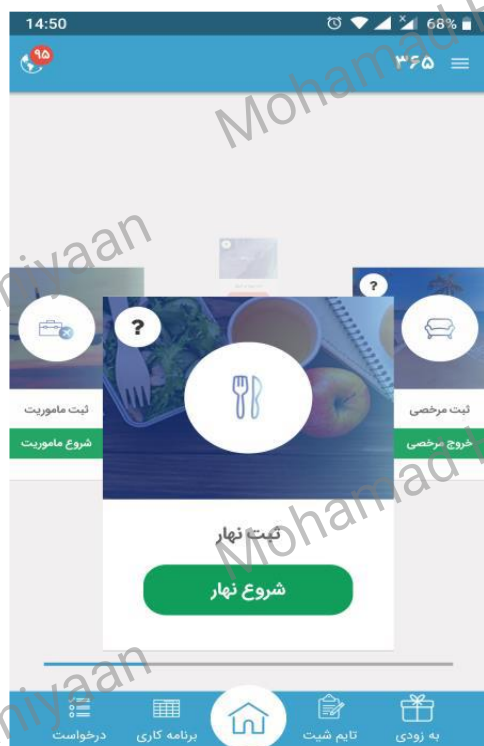 14:50
68%
۹۵
۳۶۵
?
?
ثبت مرخصی
خروج مرخصی
ثبت ماموریت
شروع ماموریت
ثبت نهار
شروع نهار
به زودی
تایم شیت
برنامه کاری
درخواست
Mohamad
niyaan
Mohamad
niyaan